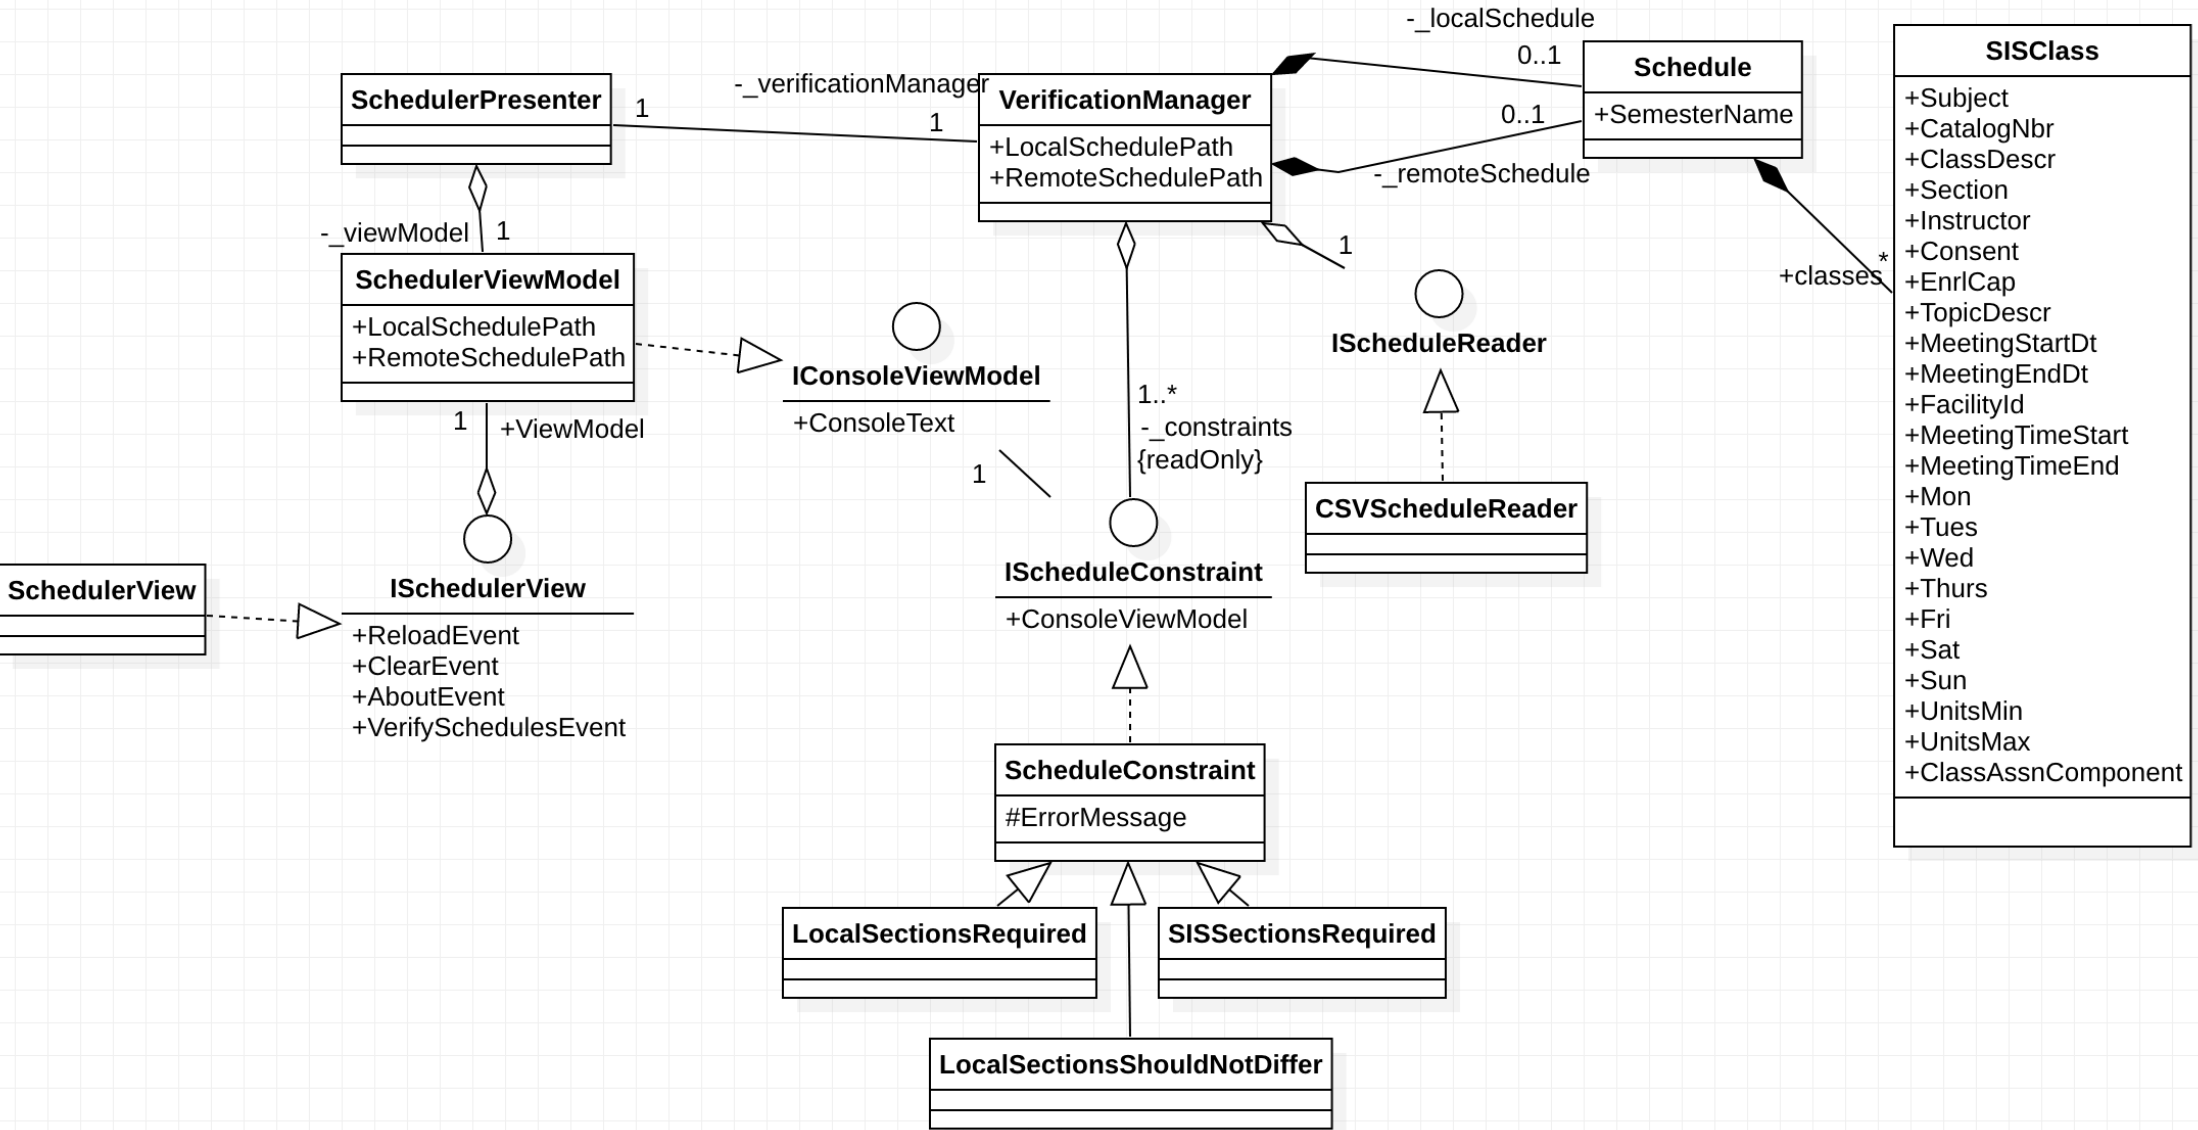 -_localSchedule
0..1
SchedulerPresenter
1
-_verificationManager
1
VerificationManager
+LocalSchedulePath
+RemoteSchedulePath
0..1
-_remoteSchedule
Schedule
+SemesterName
+classes
*
SISClass
+Subject
+CatalogNbr
+ClassDescr
+Section
+Instructor
+Consent
+EnrlCap
+TopicDescr
+MeetingStartDt
+MeetingEndDt
+FacilityId
+MeetingTimeStart
+MeetingTimeEnd
+Mon
+Tues
+Wed
+Thurs
+Fri
+Sat
+Sun
+UnitsMin
+UnitsMax
+ClassAssnComponent
-_viewModel
1
SchedulerViewModel
+LocalSchedulePath
+RemoteSchedulePath
1
+ViewModel
IConsoleViewModel
+ConsoleText
1
1
IScheduleReader
1..*
-_constraints
{readOnly}
CSVScheduleReader
SchedulerView
ISchedulerView
+ReloadEvent
+ClearEvent
+AboutEvent
+VerifySchedulesEvent
IScheduleConstraint
+ConsoleViewModel
ScheduleConstraint
#ErrorMessage
LocalSectionsRequired
SISSectionsRequired
LocalSectionsShouldNotDiffer